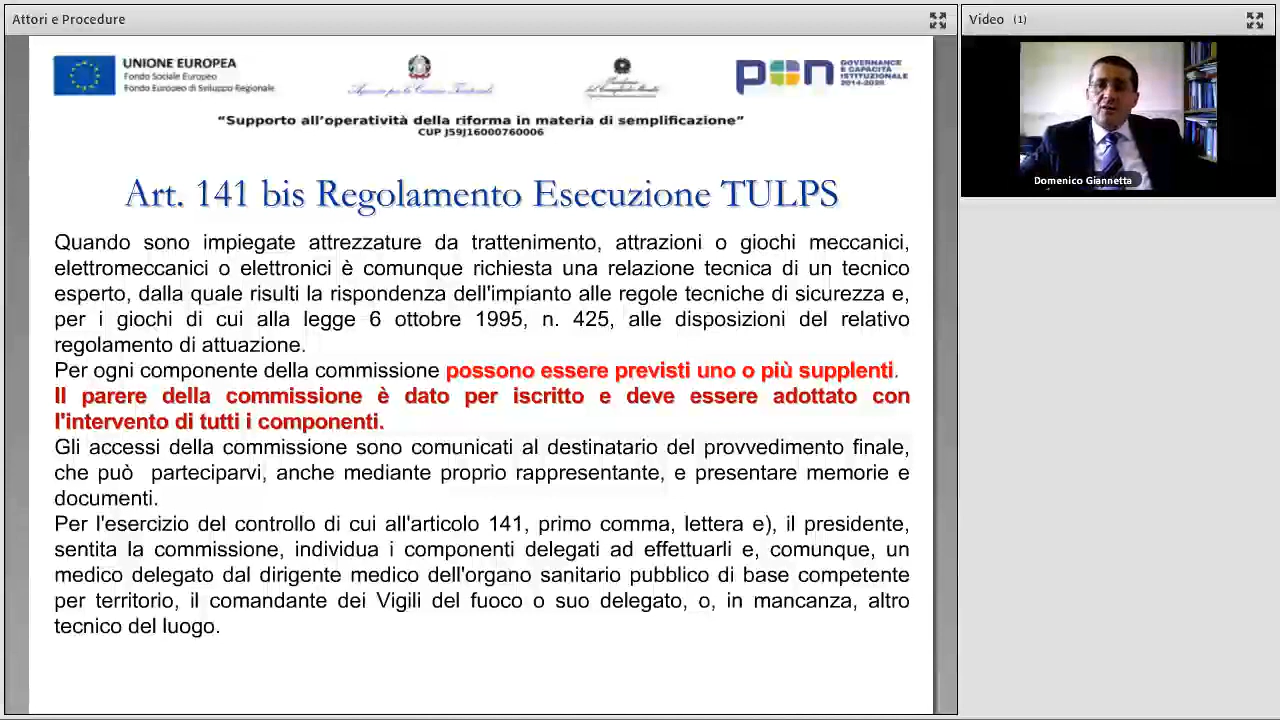 Attori e Procedure
Video (1)
UNIONE EUROPEA
Fondo Sociale Europeo
Fondo Europeo di Sviluppo Regionale
Agenzia per la Coesione Territoriale
pon
GOVERNANCE
E CAPACITÀ
ISTITUZIONALE
2014-2020
“Supporto all’operatività della riforma in materia di semplificazione”
CUP J59J16000760006
Domenico Giannetta
Art. 141 bis Regolamento Esecuzione TULPS
Quando sono impiegate attrezzature da trattenimento, attrazioni o giochi meccanici,
elettromeccanici o elettronici è comunque richiesta una relazione tecnica di un tecnico
esperto, dalla quale risulti la rispondenza dell'impianto alle regole tecniche di sicurezza e,
per i giochi di cui alla legge 6 ottobre 1995, n. 425, alle disposizioni del relativo
regolamento di attuazione.
Per ogni componente della commissione possono essere previsti uno o più supplenti.
Il parere della commissione è dato per iscritto e deve essere adottato con
l'intervento di tutti i componenti.
Gli accessi della commissione sono comunicati al destinatario del provvedimento finale,
che può parteciparvi, anche mediante proprio rappresentante, e presentare memorie e
documenti.
Per l'esercizio del controllo di cui all'articolo 141, primo comma, lettera e), il presidente,
sentita la commissione, individua i componenti delegati ad effettuarli e, comunque, un
medico delegato dal dirigente medico dell'organo sanitario pubblico di base competente
per territorio, il comandante dei Vigili del fuoco o suo delegato, o, in mancanza, altro
tecnico del luogo.